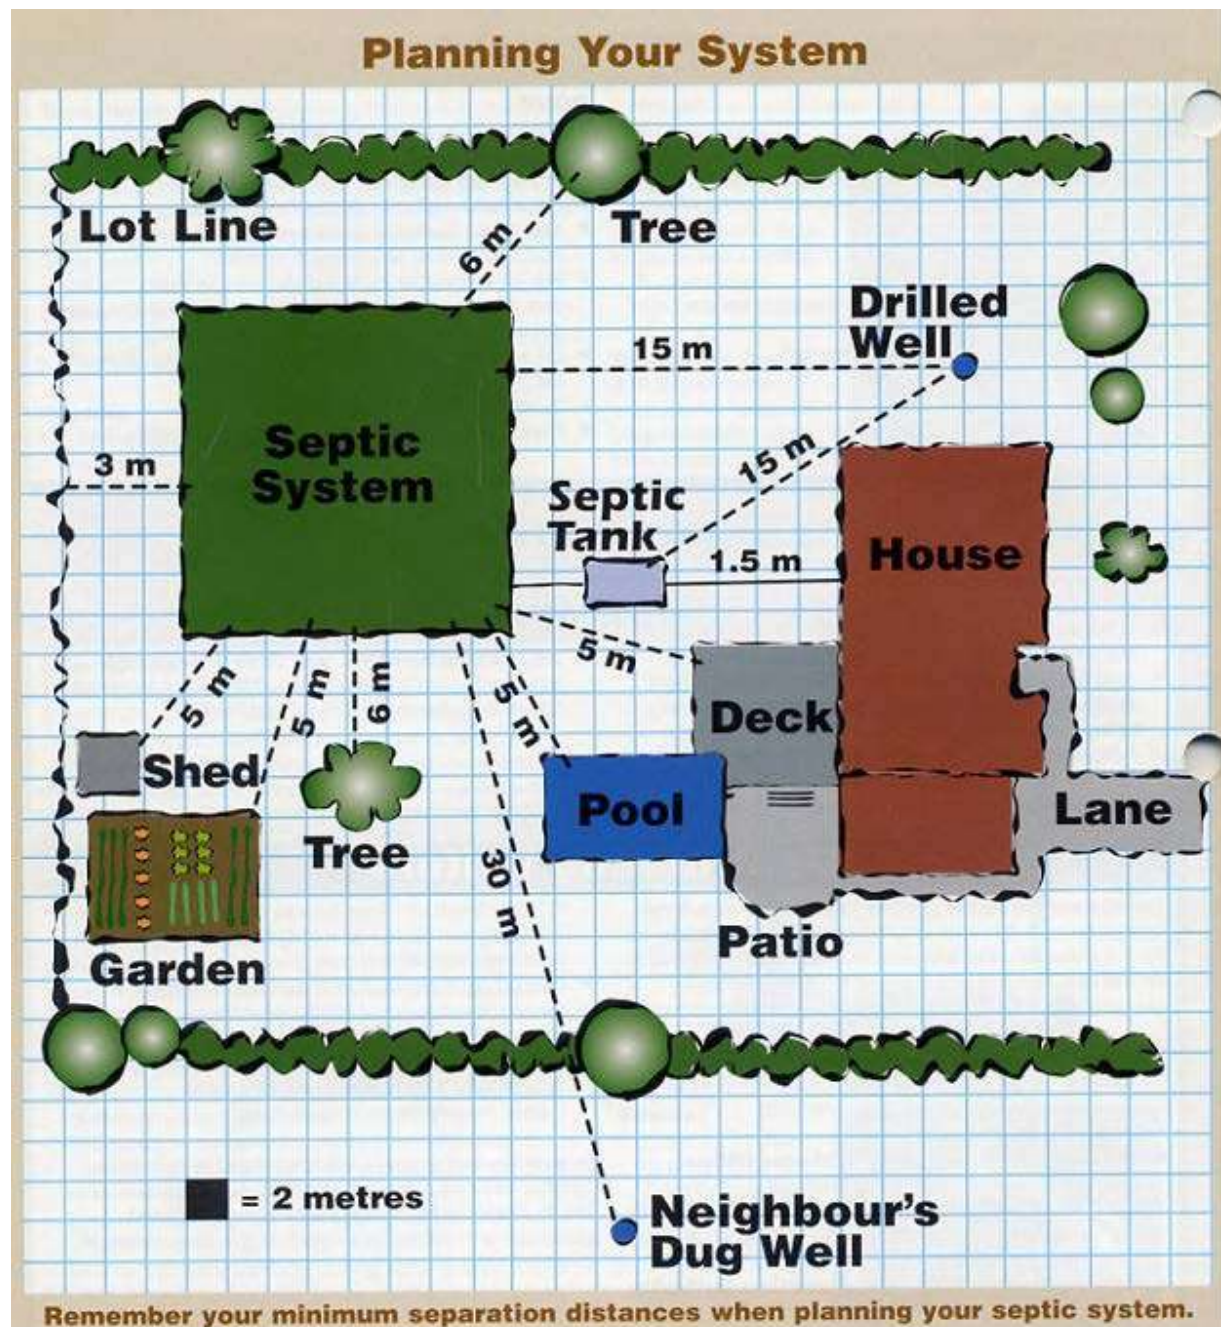 Planning Your System
Lot Line
Tree
6 m
Drilled
Well
15 m
Septic
System
3 m
15 m
Septic
Tank
1.5 m
House
5 m
5 m
5 m
6 m
5 m
Deck
Shed
Pool
Lane
Tree
30 m
Patio
Garden
= 2 metres
Neighbour's
Dug Well
Remember your minimum separation distances when planning your septic system.